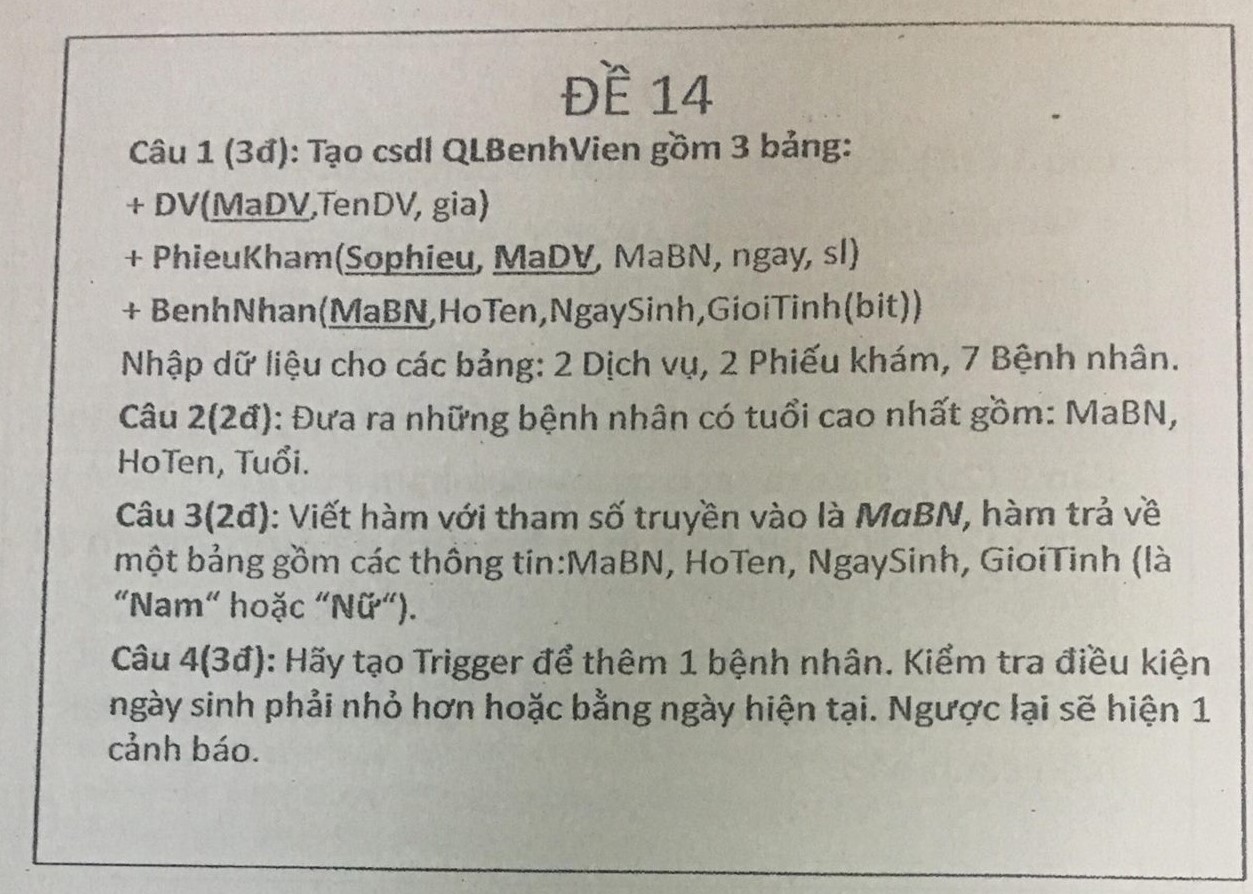 ĐỀ 14
Câu 1 (3đ): Tạo csdl QLBenhVien gồm 3 bảng:
+ DV(MaDV,TenDV, gia)
+ PhieuKham(Sophieu, MaDV, MaBN, ngay, sl)
+ BenhNhan(MaBN,HoTen,NgaySinh,GioiTinh(bit))
Nhập dữ liệu cho các bảng: 2 Dịch vụ, 2 Phiếu khám, 7 Bệnh nhân.
Câu 2(2đ): Đưa ra những bệnh nhân có tuổi cao nhất gồm: MaBN,
HoTen, Tuổi.
Câu 3(2đ): Viết hàm với tham số truyền vào là MaBN, hàm trả về
một bảng gồm các thông tin:MaBN, HoTen, NgaySinh, GioiTinh (là
“Nam“ hoặc “Nữ“).
Câu 4(3đ): Hãy tạo Trigger để thêm 1 bệnh nhân. Kiểm tra điều kiện
ngày sinh phải nhỏ hơn hoặc bằng ngày hiện tại. Ngược lại sẽ hiện 1
cảnh báo.